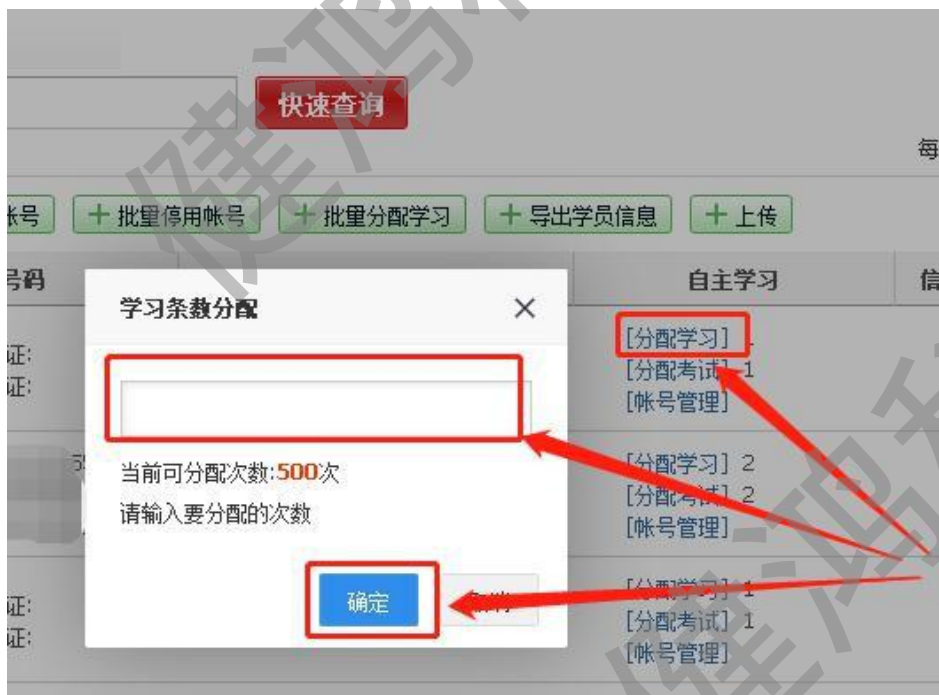 快速查询
每
帐号
批量停用帐号
批量分配学习
导出学员信息
上传
号码
自主学习
信
学习条数分配
[分配学习] 1
[分配考试] 1
[帐号管理]
证:
证:
当前可分配次数:500次
请输入要分配的次数
[分配学习] 2
[分配考试] 2
[帐号管理]
确定
取消
[分配学习] 1
[分配考试] 1
[帐号管理]
证:
证:
健鸿